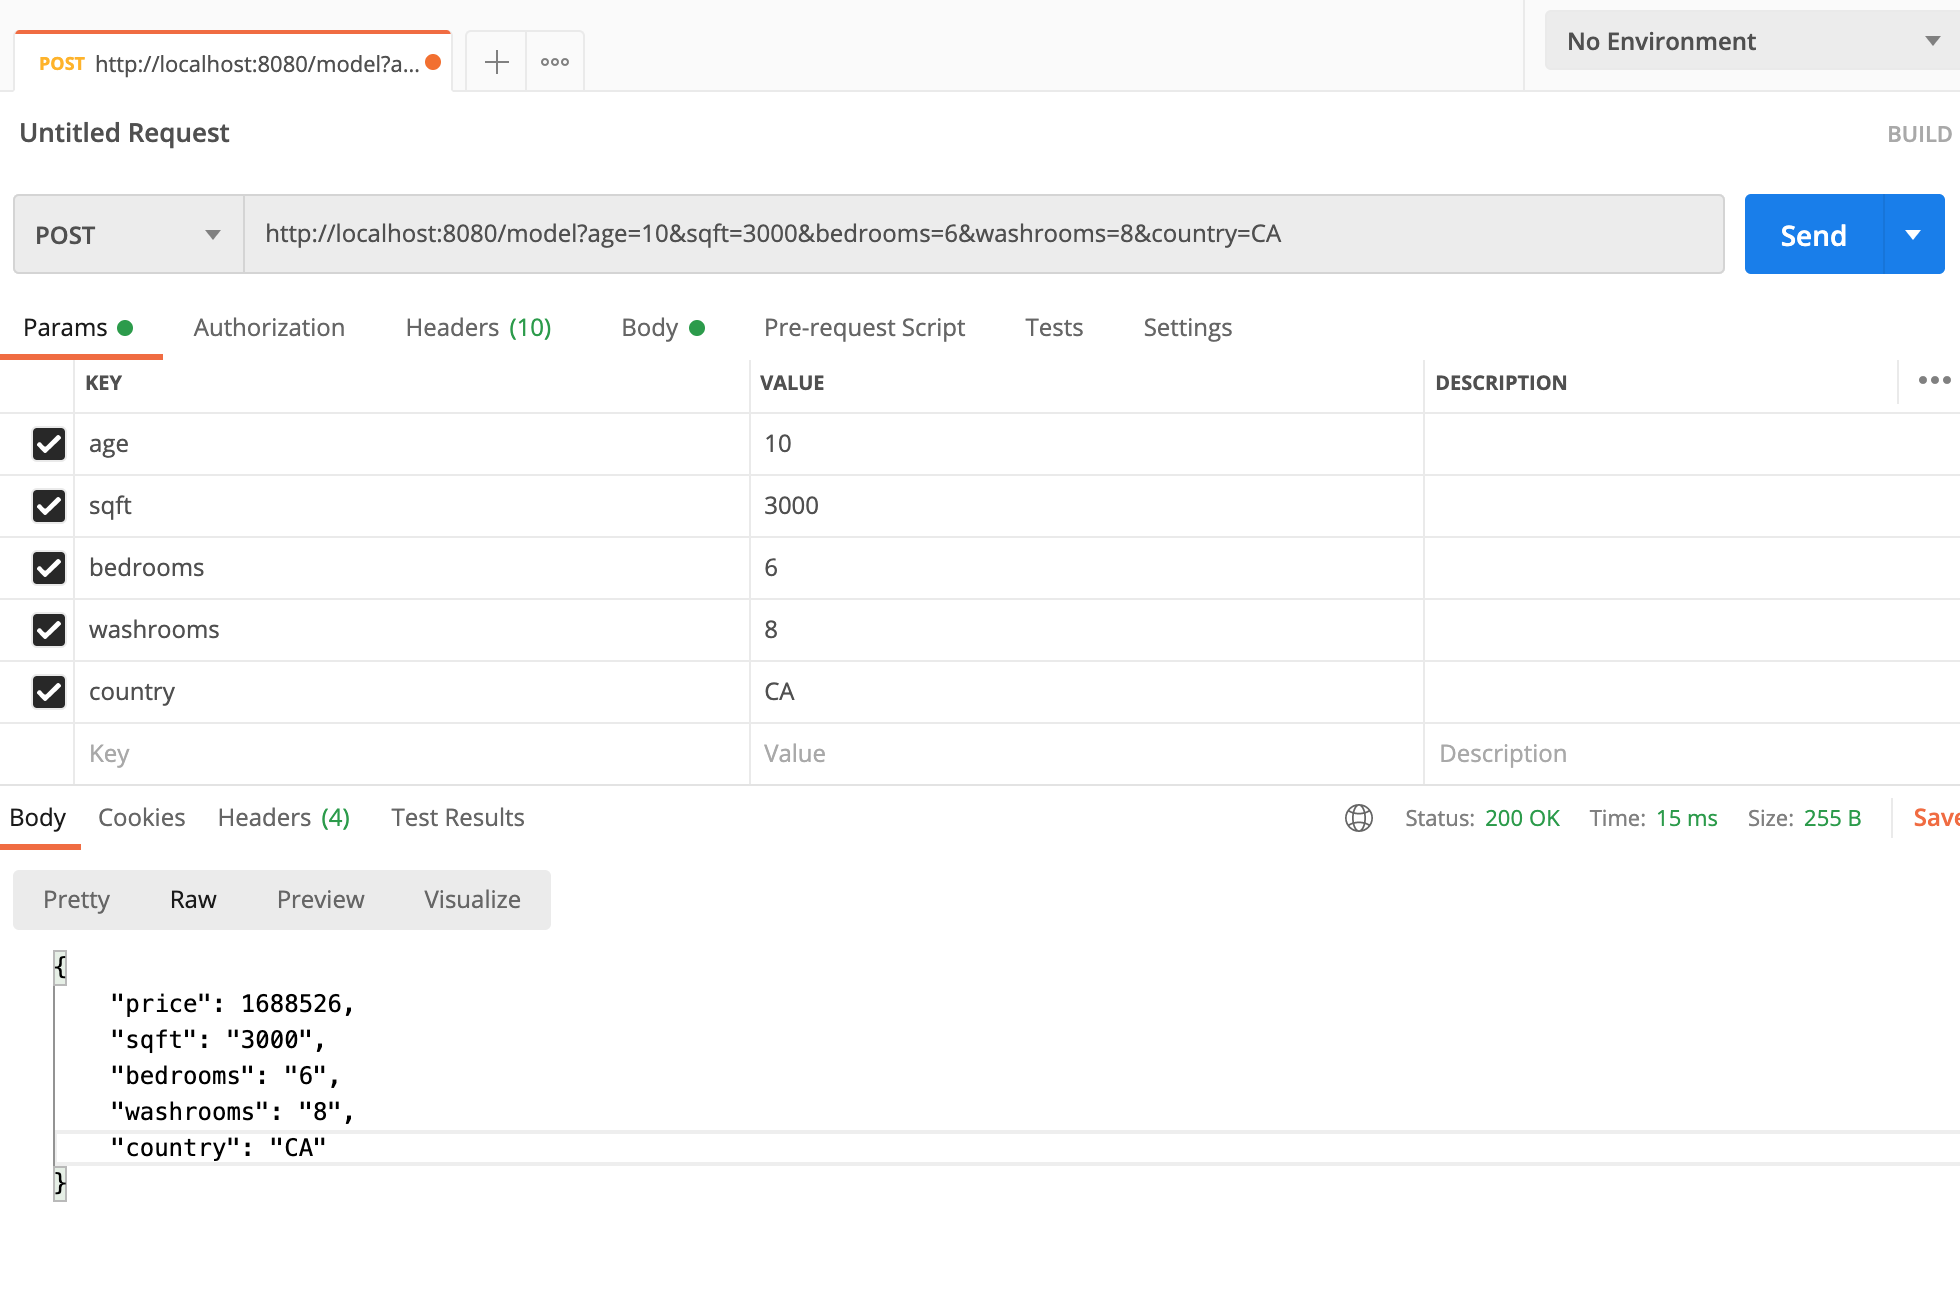 POST http://localhost:8080/model?a...
No Environment
Untitled Request
BUILD
POST http://localhost:8080/model?age=10&sqft=3000&bedrooms=6&washrooms=8&country=CA Send
Params Authorization Headers (10) Body Pre-request Script Tests Settings
KEY VALUE DESCRIPTION
age 10
sqft 3000
bedrooms 6
washrooms 8
country CA
Key Value Description
Body Cookies Headers (4) Test Results Status: 200 OK Time: 15 ms Size: 255 B Save
Pretty Raw Preview Visualize
{
"price": 1688526,
"sqft": "3000",
"bedrooms": "6",
"washrooms": "8",
"country": "CA"
}